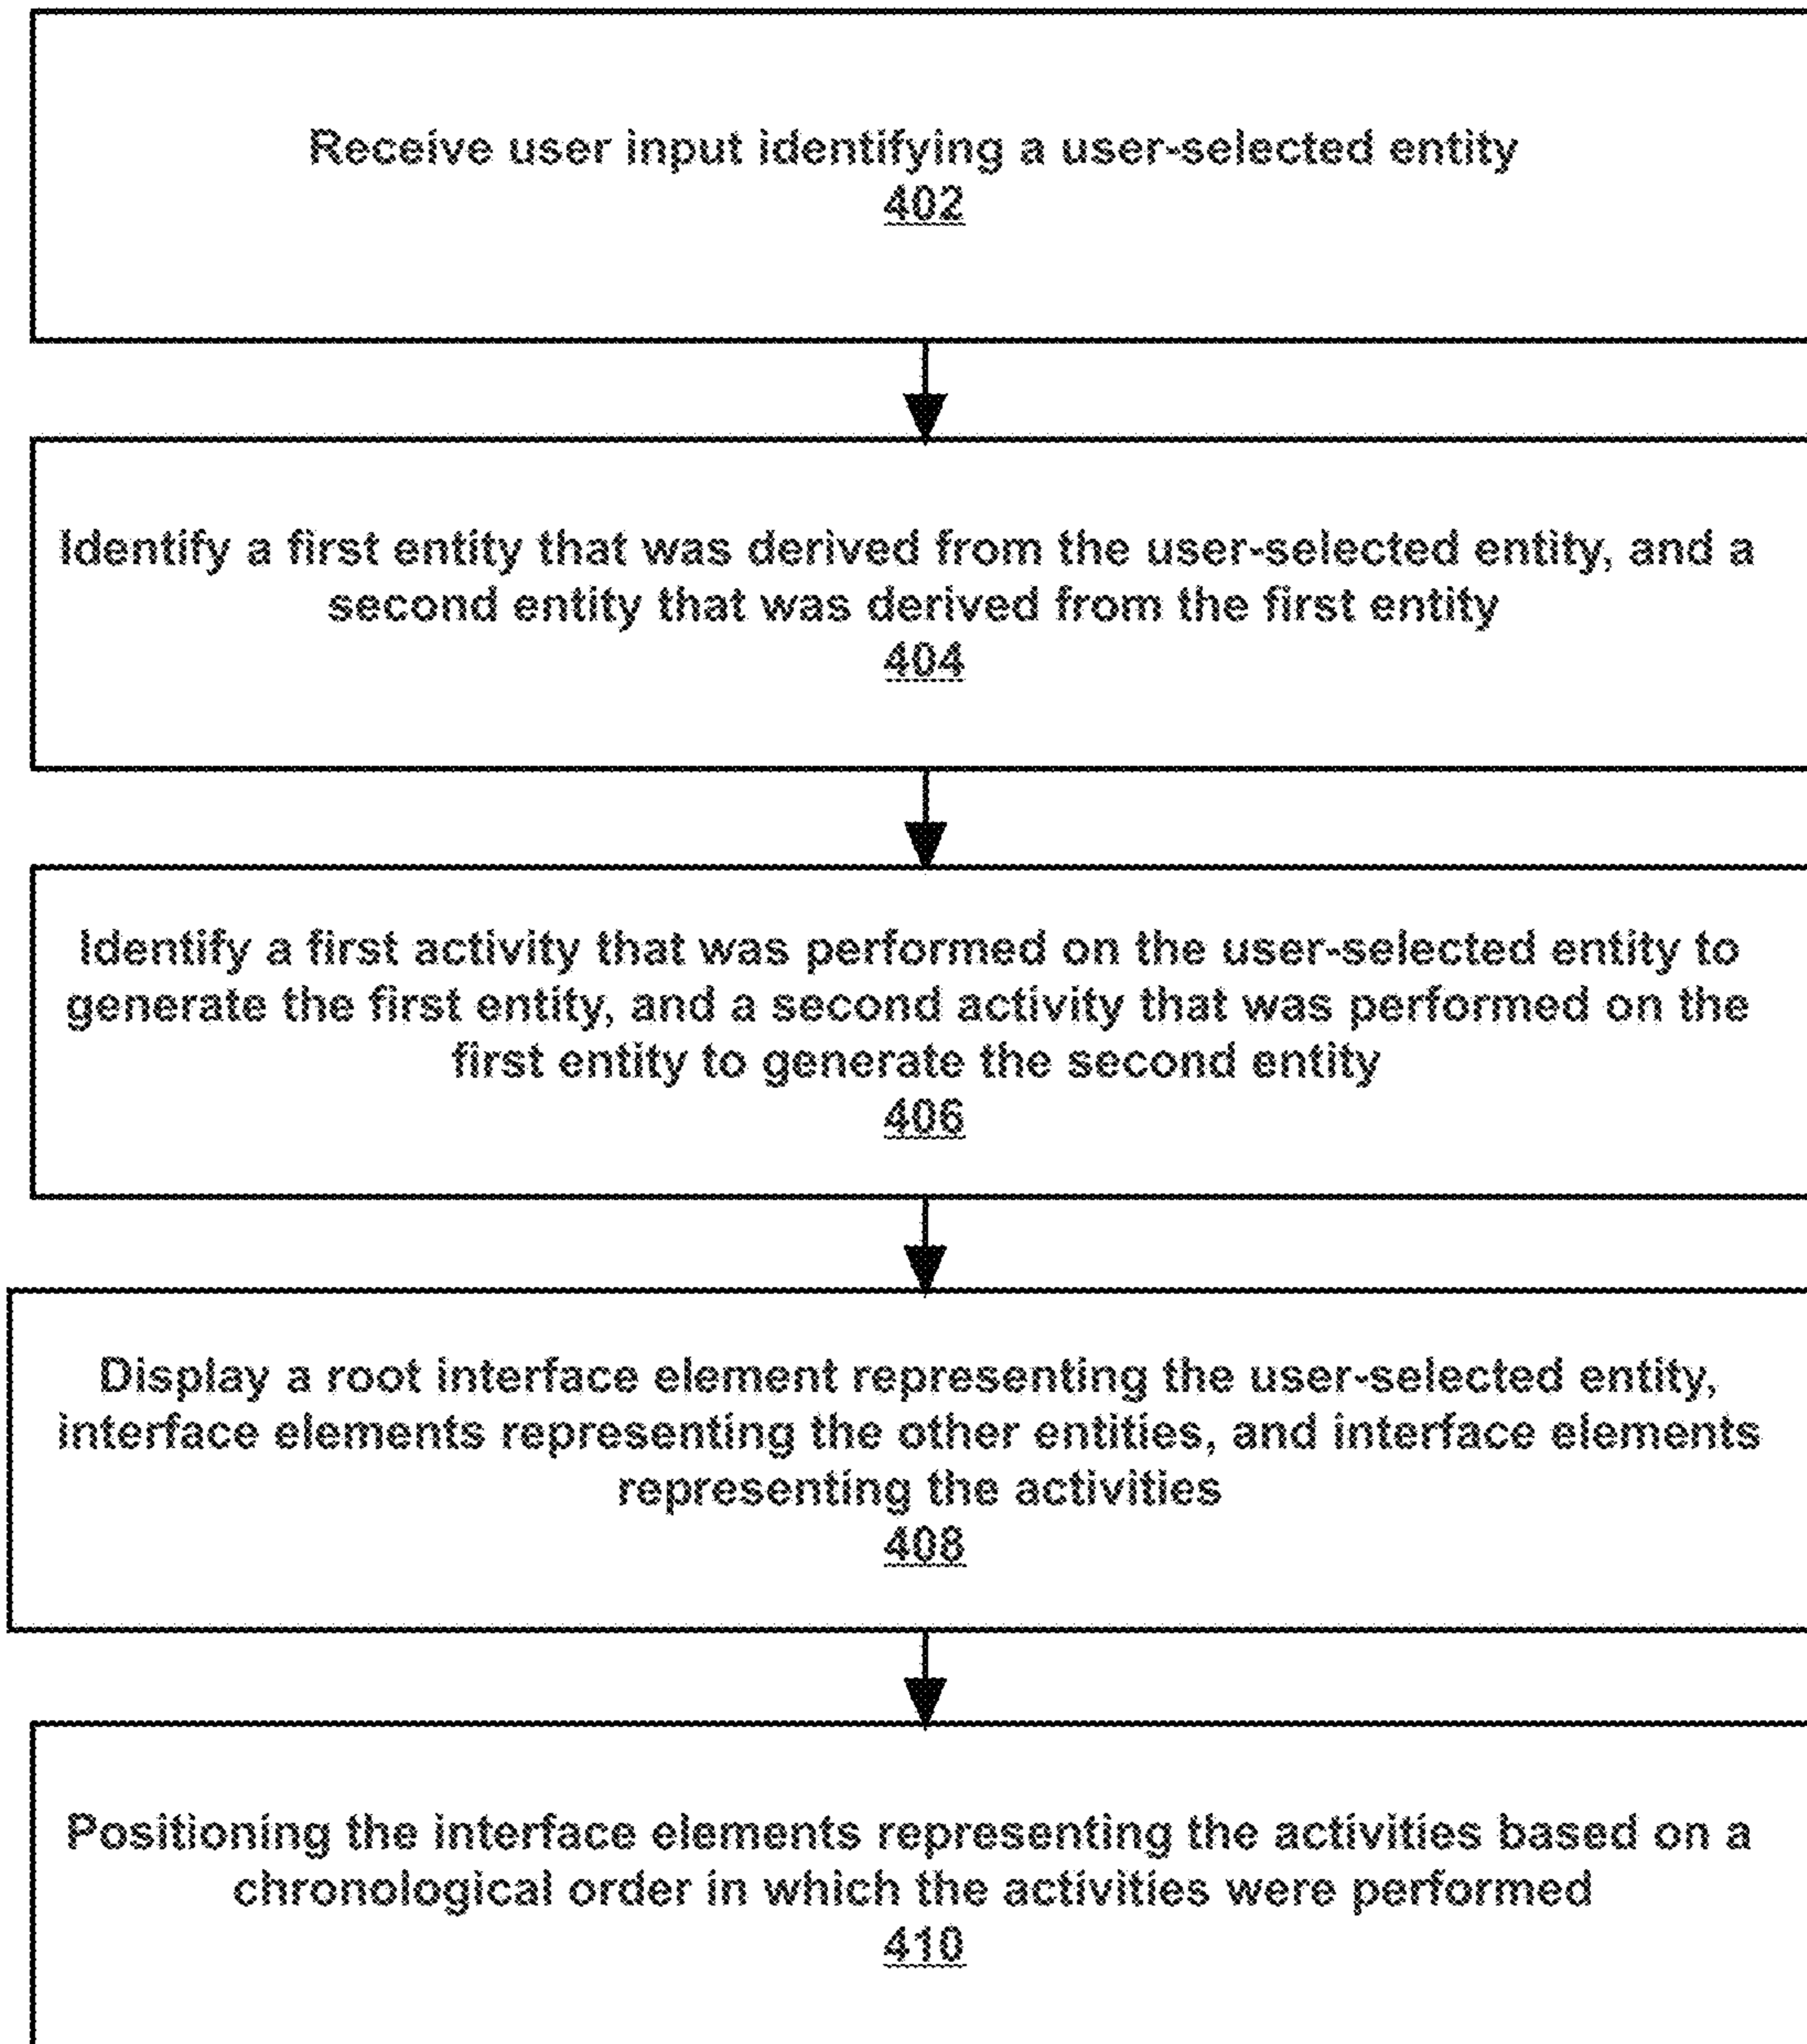 Receive user input identifying a user-selected entity
402
Identify a first entity that was derived from the user-selected entity, and a
second entity that was derived from the first entity
404
Identify a first activity that was performed on the user-selected entity to
generate the first entity, and a second activity that was performed on the
first entity to generate the second entity
406
Display a root interface element representing the user-selected entity,
interface elements representing the other entities, and interface elements
representing the activities
408
Positioning the interface elements representing the activities based on a
chronological order in which the activities were performed
410